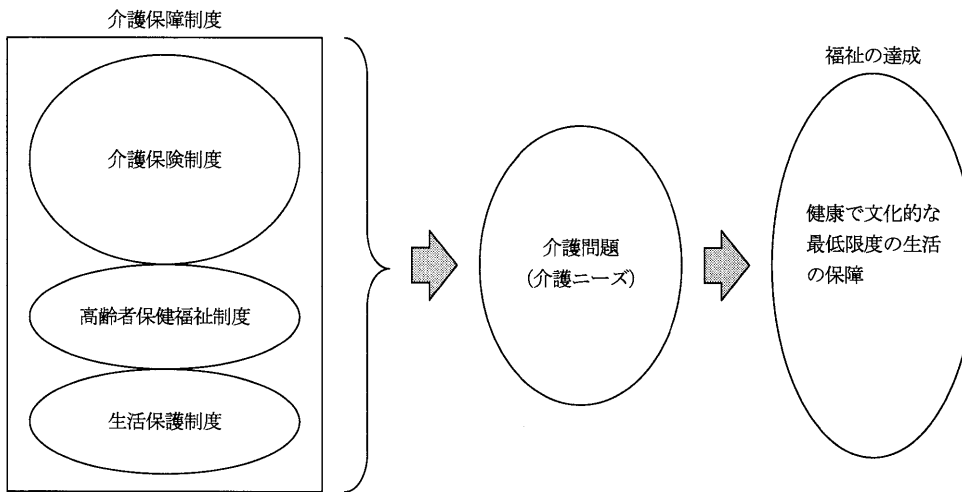 介護保障制度
介護保険制度
高齢者保健福祉制度
生活保護制度
介護問題
（介護ニーズ）
福祉の達成
健康で文化的な
最低限度の生活
の保障